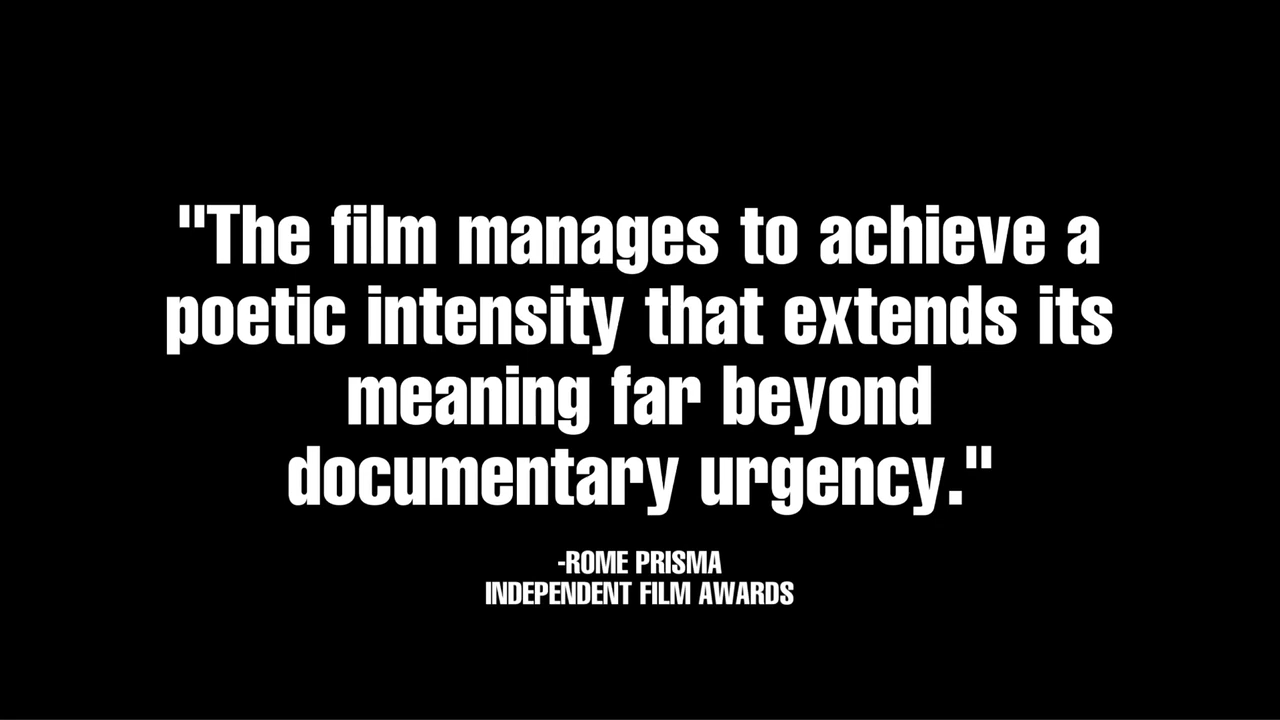 "The film manages to achieve a
poetic intensity that extends its
meaning far beyond
documentary urgency."
-ROME PRISMA
INDEPENDENT FILM AWARDS